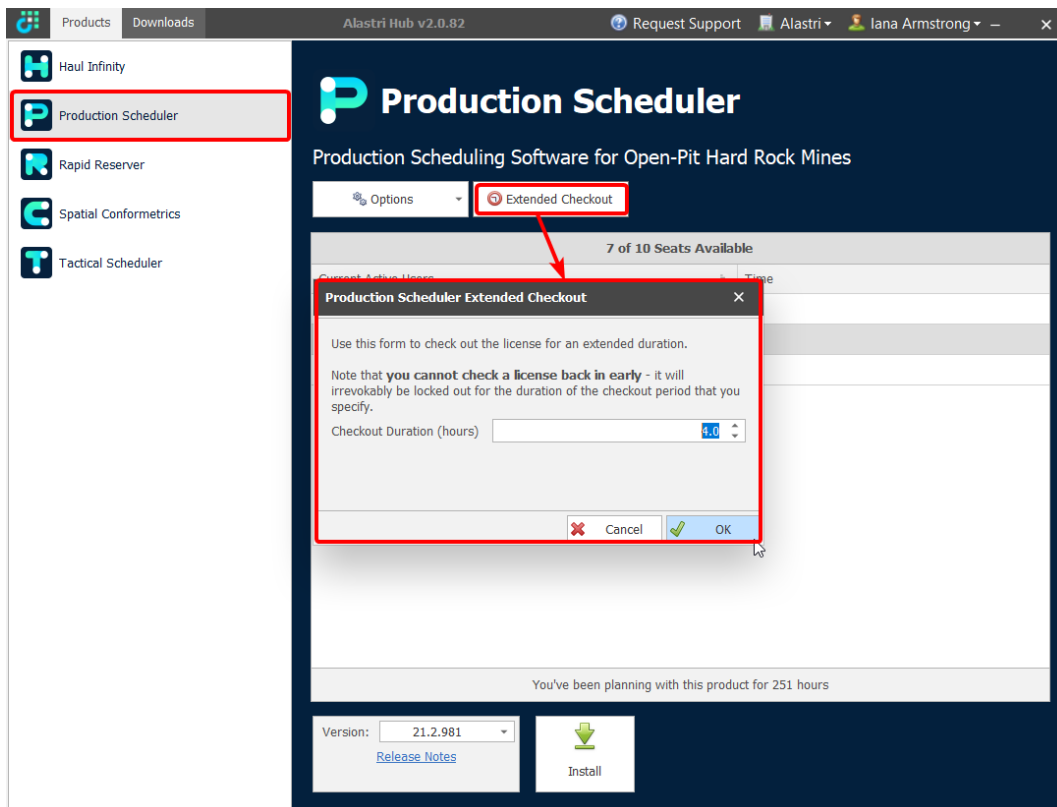 Products
Downloads
Alastri Hub v2.0.82
Request Support
Alastri
Iana Armstrong
Haul Infinity
Production Scheduler
Rapid Reserver
Spatial Conformetrics
Tactical Scheduler
Production Scheduler
Production Scheduling Software for Open-Pit Hard Rock Mines
Options
Extended Checkout
7 of 10 Seats Available
Current Active Users
Time
Production Scheduler Extended Checkout
Use this form to check out the license for an extended duration.
Note that you cannot check a license back in early - it will
irrevokably be locked out for the duration of the checkout period that you
specify.
Checkout Duration (hours)
4.0
Cancel
OK
You've been planning with this product for 251 hours
Version:
21.2.981
Release Notes
Install